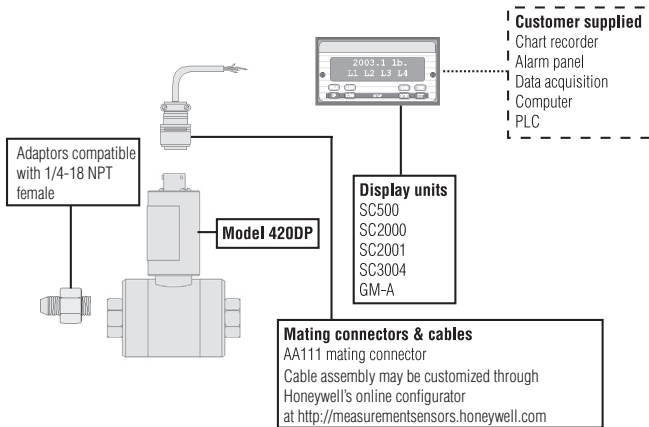 Customer supplied
Chart recorder
Alarm panel
Data acquisition
Computer
PLC
2003.1 lb.
L1 L2 L3 L4
Adaptors compatible
with 1/4-18 NPT
female
Model 420DP
Display units
SC500
SC2000
SC2001
SC3004
GM-A
Mating connectors & cables
AA111 mating connector
Cable assembly may be customized through
Honeywell's online configurator
at http://measurementsensors.honeywell.com